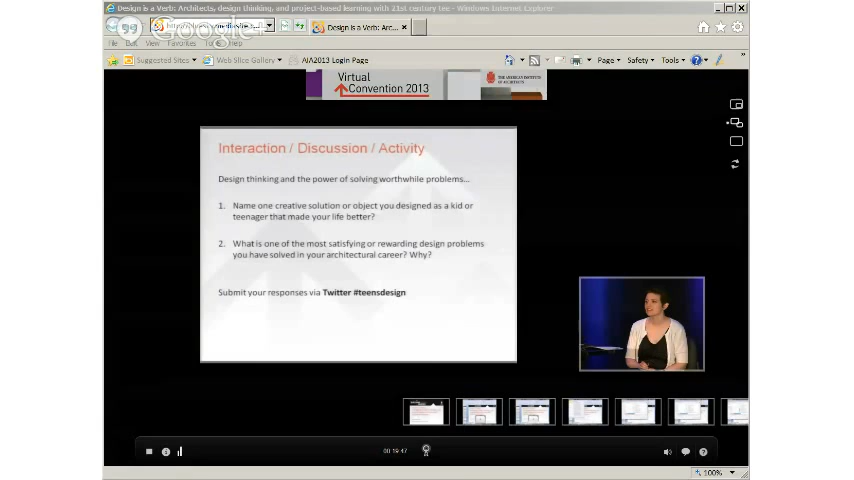 Design is a Verb: Architects, design thinking, and project-based learning with 21st century tee - Windows Internet Explorer
Google+
Design is a Verb: Arc...
File Edit View Favorites Tools Help
Suggested Sites
Web Slice Gallery
AIA2013 Login Page
Page
Safety
Tools
Virtual
Convention 2013
THE AMERICAN INSTITUTE
OF ARCHITECTS
Interaction / Discussion / Activity
Design thinking and the power of solving worthwhile problems...
1. Name one creative solution or object you designed as a kid or
teenager that made your life better?
2. What is one of the most satisfying or rewarding design problems
you have solved in your architectural career? Why?
Submit your responses via Twitter #teensdesign
00:19:47
100%